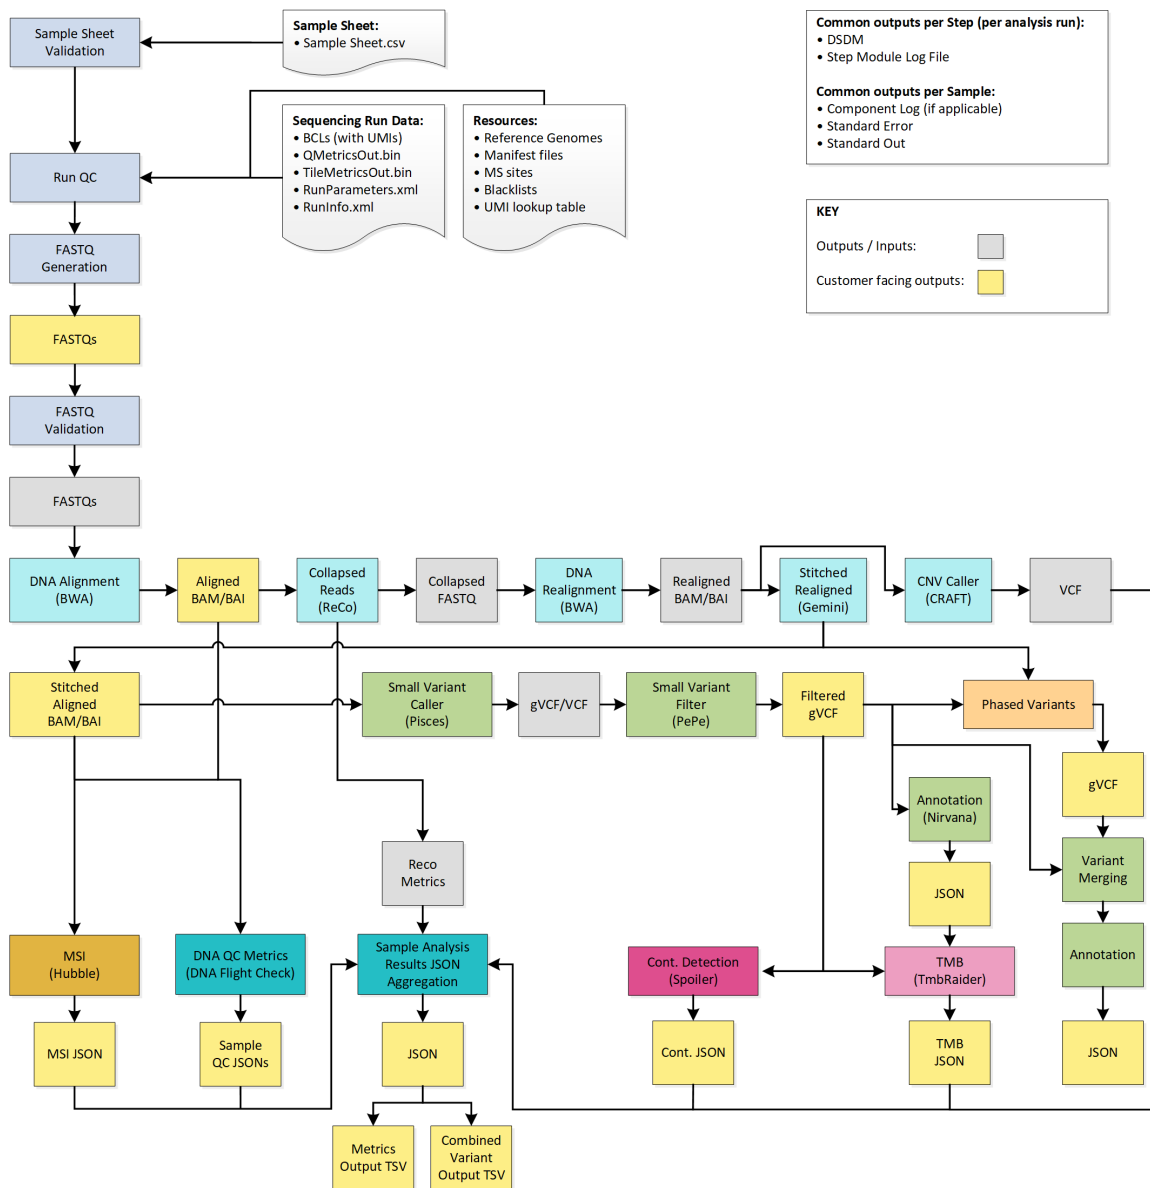 Sample Sheet
Validation
Sample Sheet:
• Sample Sheet.csv
Common outputs per Step (per analysis run):
• DSDM
• Step Module Log File
Common outputs per Sample:
• Component Log (if applicable)
• Standard Error
• Standard Out
Sequencing Run Data:
• BCLs (with UMIs)
• QMetricsOut.bin
• TileMetricsOut.bin
• RunParameters.xml
• RunInfo.xml
Resources:
• Reference Genomes
• Manifest files
• MS sites
• Blacklists
• UMI lookup table
Run QC
KEY
Outputs / Inputs:
Customer facing outputs:
FASTQ
Generation
FASTQs
FASTQ
Validation
FASTQs
DNA Alignment
(BWA)
Aligned
BAM/BAI
Collapsed
Reads
(ReCo)
Collapsed
FASTQ
DNA
Realignment
(BWA)
Realigned
BAM/BAI
Stitched
Realigned
(Gemini)
CNV Caller
(CRAFT)
VCF
Stitched
Aligned
BAM/BAI
Small Variant
Caller
(Pisces)
gVCF/VCF
Small Variant
Filter
(PePe)
Filtered
gVCF
Phased Variants
gVCF
Annotation
(Nirvana)
Reco
Metrics
Variant
Merging
JSON
MSI
(Hubble)
DNA QC Metrics
(DNA Flight Check)
Sample Analysis
Results JSON
Aggregation
Cont. Detection
(Spoiler)
TMB
(TmbRaider)
Annotation
MSI JSON
Sample
QC JSONs
JSON
Cont. JSON
TMB
JSON
JSON
Metrics
Output TSV
Combined
Variant
Output TSV